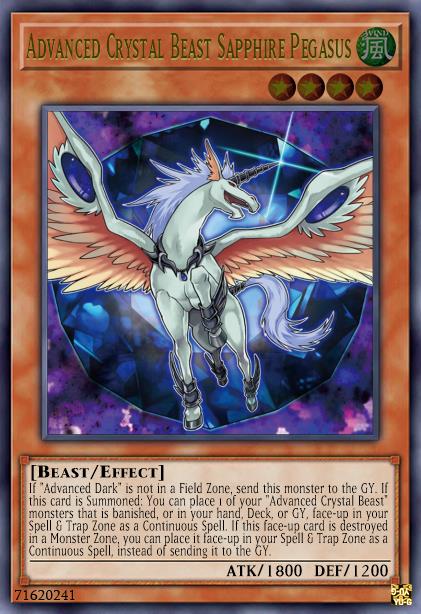 ADVANCED CRYSTAL BEAST SAPPHIRE PEGASUS
WIND
風
[BEAST/EFFECT]
If "Advanced Dark" is not in a Field Zone, send this monster to the GY. If
this card is Summoned: You can place 1 of your "Advanced Crystal Beast"
monsters that is banished, or in your hand, Deck, or GY, face-up in your
Spell & Trap Zone as a Continuous Spell. If this face-up card is destroyed
in a Monster Zone, you can place it face-up in your Spell & Trap Zone as a
Continuous Spell, instead of sending it to the GY.
ATK/1800 DEF/1200
71620241